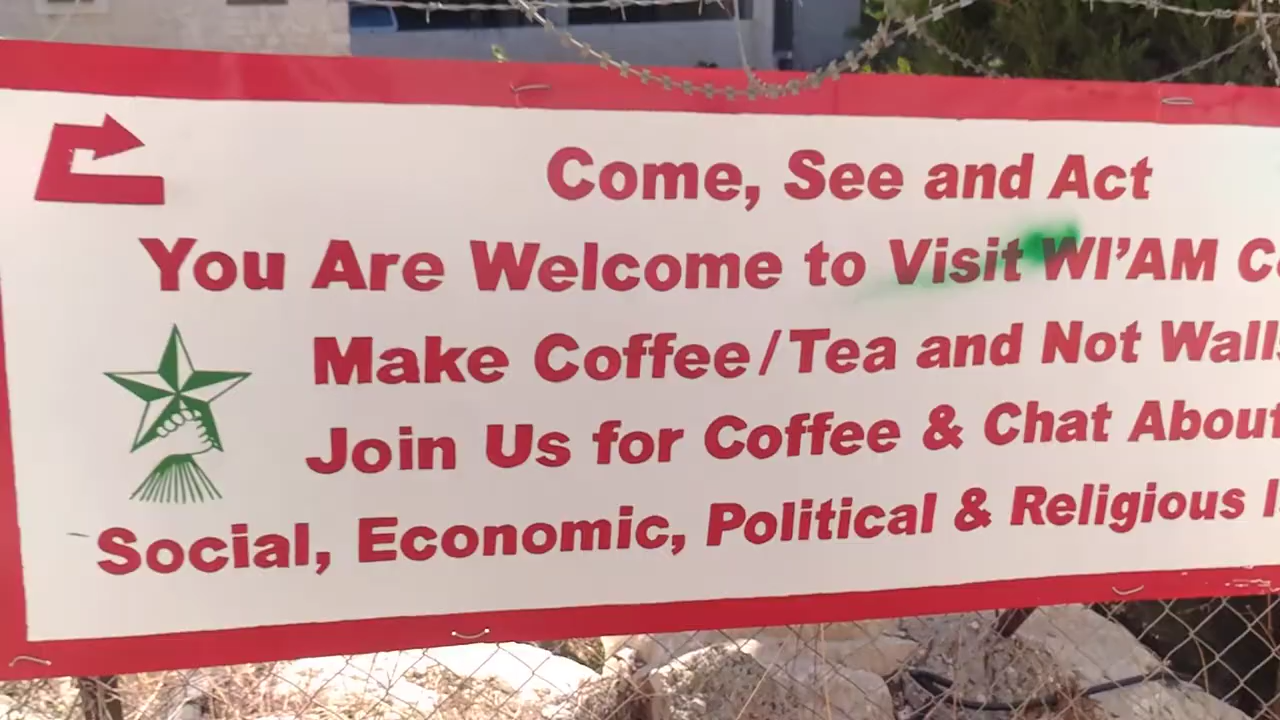 Come, See and Act
You Are Welcome to Visit WI'AM
Make Coffee/Tea and Not
Join Us for Coffee & Chat About
Social, Economic, Political & Religious